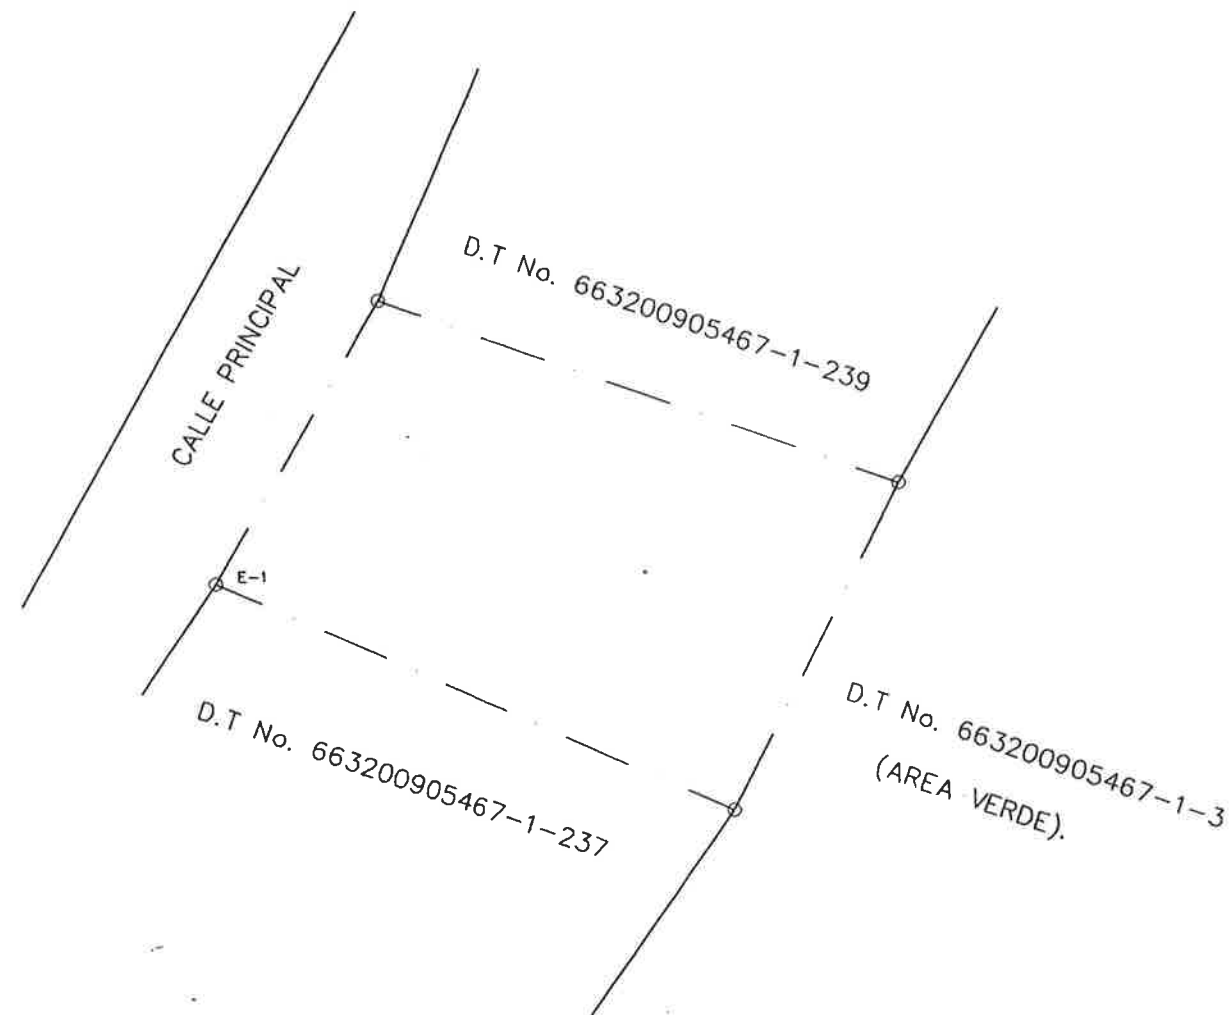 D.T No. 663200905467-1-239
CALLE PRINCIPAL
E-1
D.T No. 663200905467-1-237
D.T No. 663200905467-1-3
(AREA VERDE).